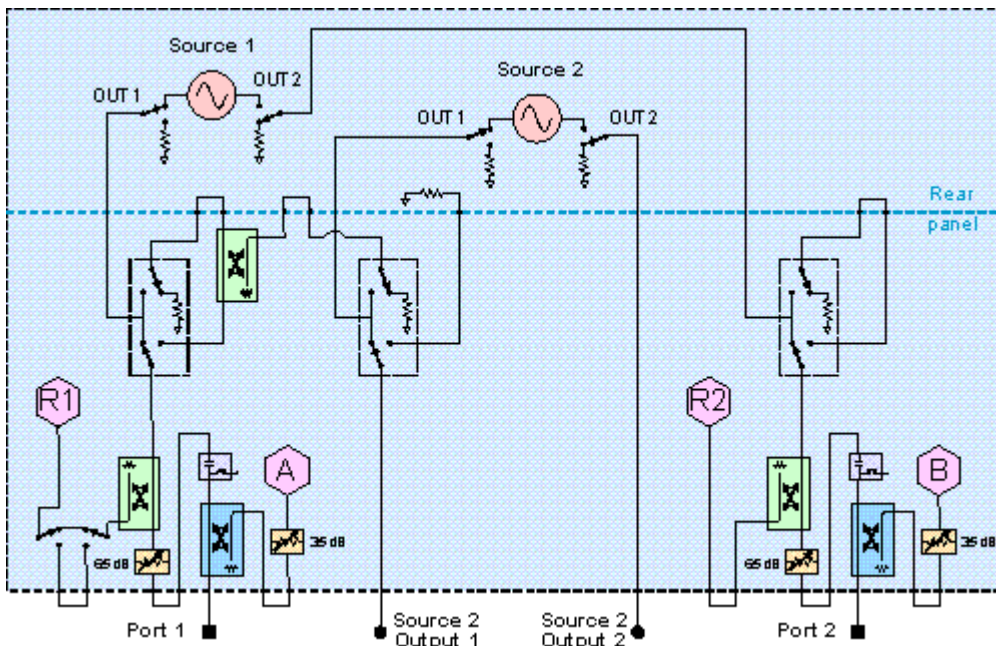 Source 1
OUT 1
OUT 2
Source 2
OUT 1
OUT 2
Rear
panel
R1
R2
A
B
65 dB
35 dB
65 dB
35 dB
Port 1
Source 2
Output 1
Source 2
Output 2
Port 2